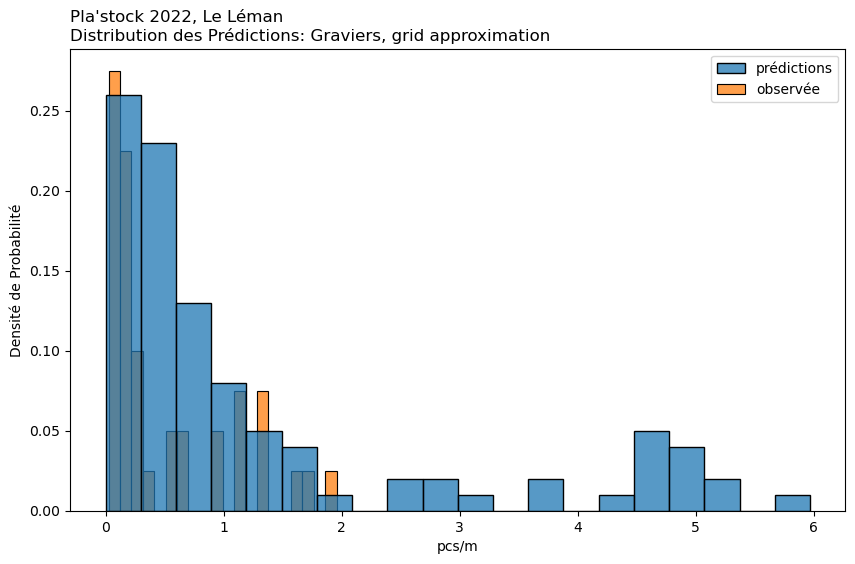 Pla'stock 2022, Le Léman
Distribution des Prédictions: Graviers, grid approximation
prédictions
observée
Densité de Probabilité
0.25
0.20
0.15
0.10
0.05
0.00
0 1 2 3 4 5 6
pcs/m